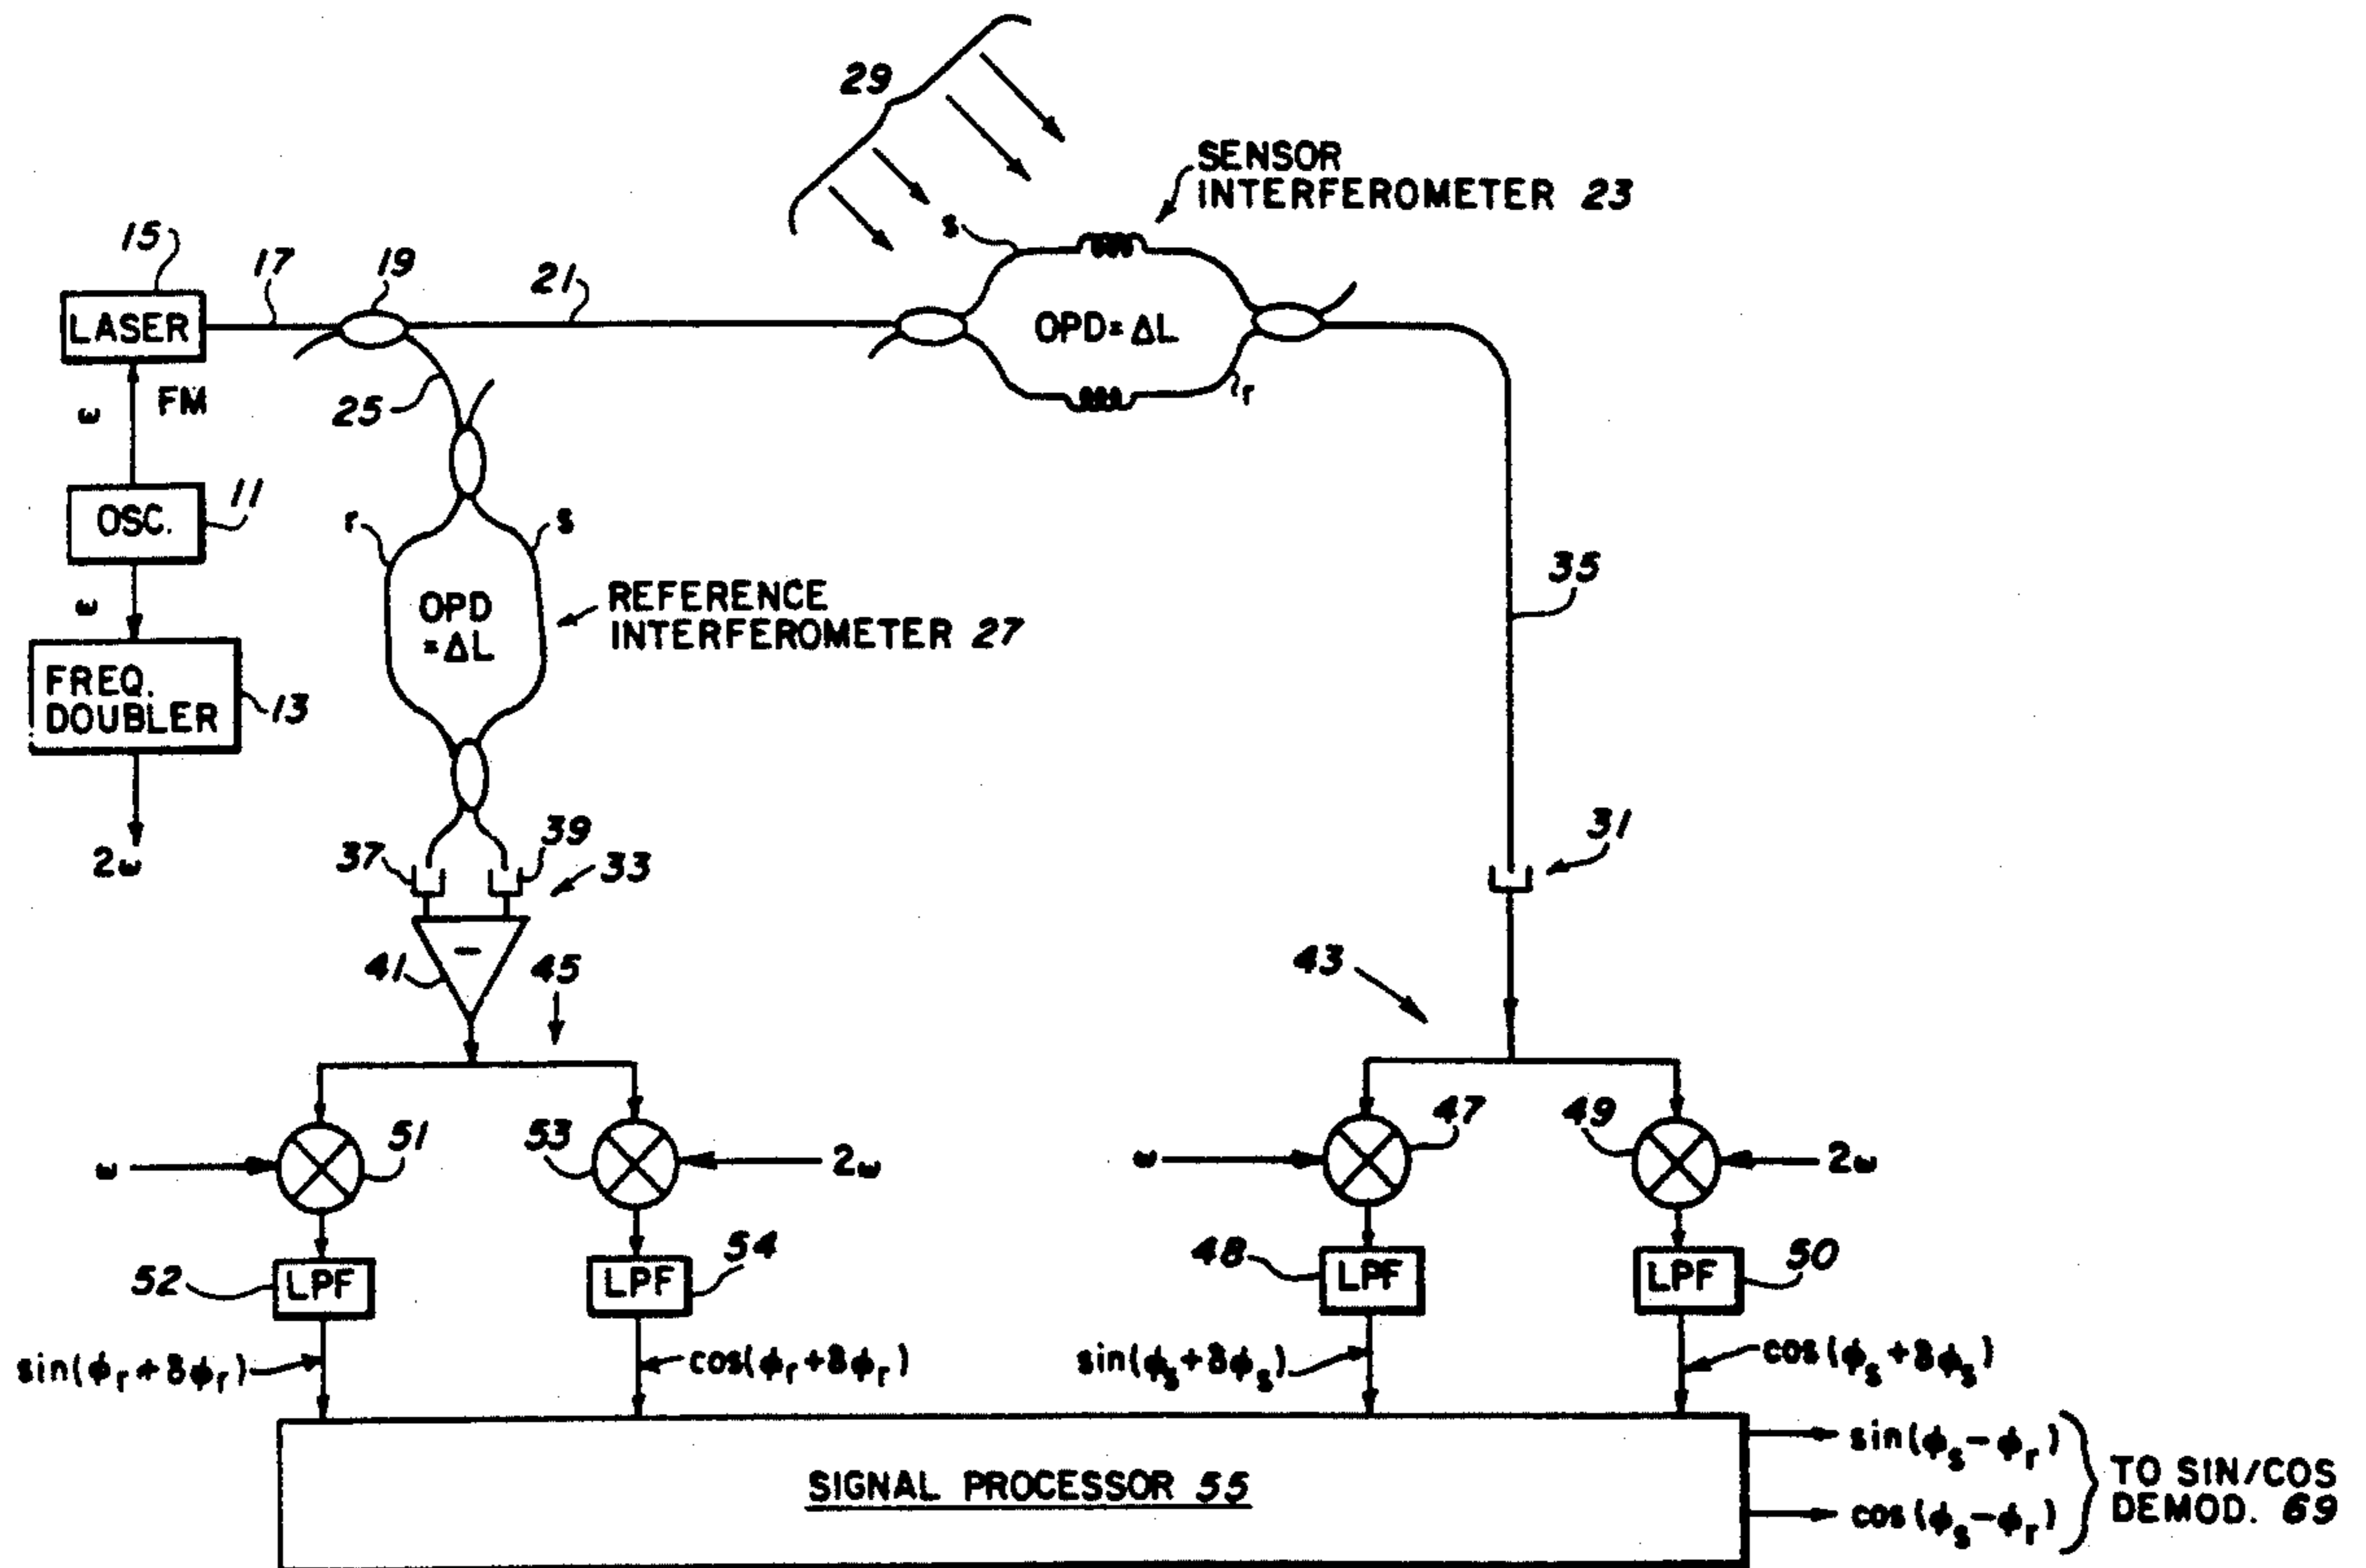 29
SENSOR
INTERFEROMETER 23
s
15
17
19
21
LASER
OPD=ΔL
r
25
ω
FM
OSC.
11
r
s
ω
OPD
=ΔL
REFERENCE
INTERFEROMETER 27
35
FREQ.
DOUBLER
13
2ω
37
39
33
31
-
41
45
43
ω
51
53
2ω
ω
47
49
2ω
52
LPF
LPF
54
48
LPF
LPF
50
sin(ϕr+δϕr)
cos(ϕr+δϕr)
sin(ϕs+δϕs)
cos(ϕs+δϕs)
SIGNAL PROCESSOR 55
sin(ϕs-ϕr)
cos(ϕs-ϕr)
TO SIN/COS
DEMOD. 69